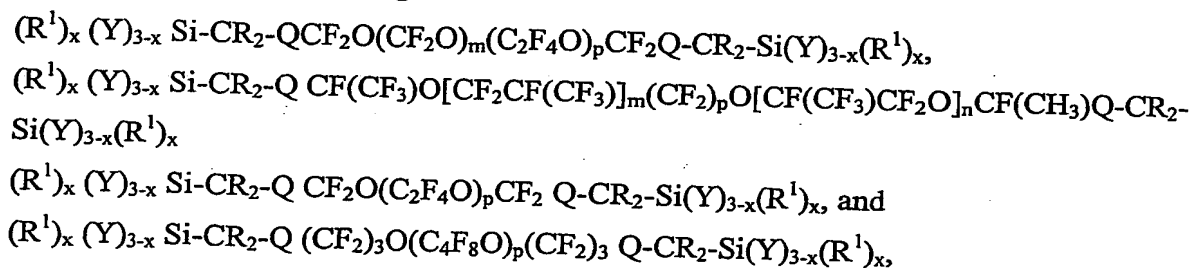 (R¹)ₓ (Y)₃₋ₓ Si-CR₂-QCF₂O(CF₂O)ₘ(C₂F₄O)ₚCF₂Q-CR₂-Si(Y)₃₋ₓ(R¹)ₓ,
(R¹)ₓ (Y)₃₋ₓ Si-CR₂-Q CF(CF₃)O[CF₂CF(CF₃)]ₘ(CF₂)ₚO[CF(CF₃)CF₂O]ₙCF(CH₃)Q-CR₂-
Si(Y)₃₋ₓ(R¹)ₓ
(R¹)ₓ (Y)₃₋ₓ Si-CR₂-Q CF₂O(C₂F₄O)ₚCF₂ Q-CR₂-Si(Y)₃₋ₓ(R¹)ₓ, and
(R¹)ₓ (Y)₃₋ₓ Si-CR₂-Q (CF₂)₃O(C₄F₈O)ₚ(CF₂)₃ Q-CR₂-Si(Y)₃₋ₓ(R¹)ₓ,